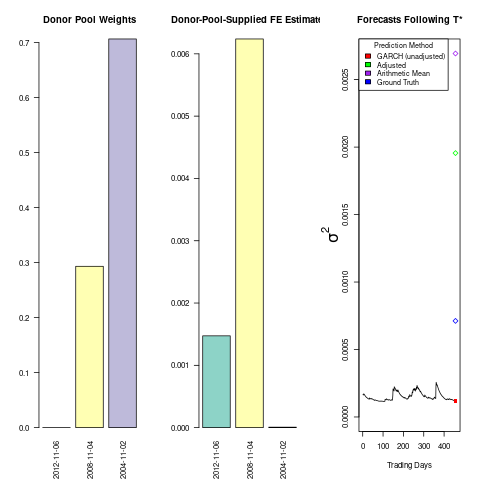 Donor Pool Weights
0.7
0.6
0.5
0.4
0.3
0.2
0.1
0.0
2012-11-06
2008-11-04
2004-11-02
Donor-Pool-Supplied FE Estimat
0.006
0.005
0.004
0.003
0.002
0.001
0.000
2012-11-06
2008-11-04
2004-11-02
Forecasts Following T*
Prediction Method
GARCH (unadjusted)
Adjusted
Arithmetic Mean
Ground Truth
σ²
0.0025
0.0020
0.0015
0.0010
0.0005
0.0000
0 100 200 300 400
Trading Days